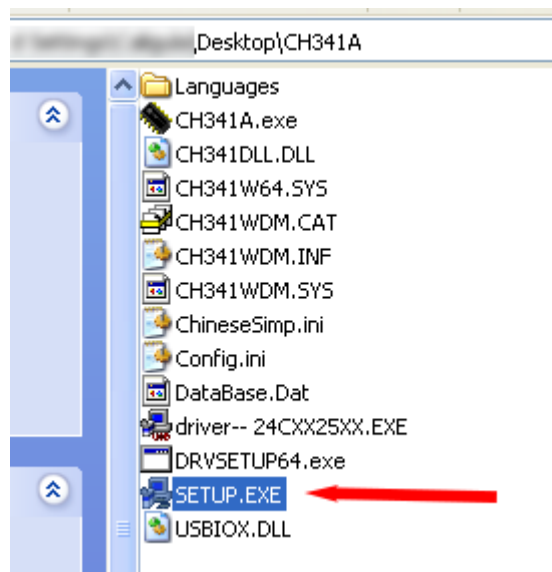 Desktop\CH341A
Languages
CH341A.exe
CH341DLL.DLL
CH341W64.SYS
CH341WDM.CAT
CH341WDM.INF
CH341WDM.SYS
ChineseSimp.ini
Config.ini
DataBase.Dat
driver-- 24CXX25XX.EXE
DRVSETUP64.exe
SETUP.EXE
USBIOX.DLL